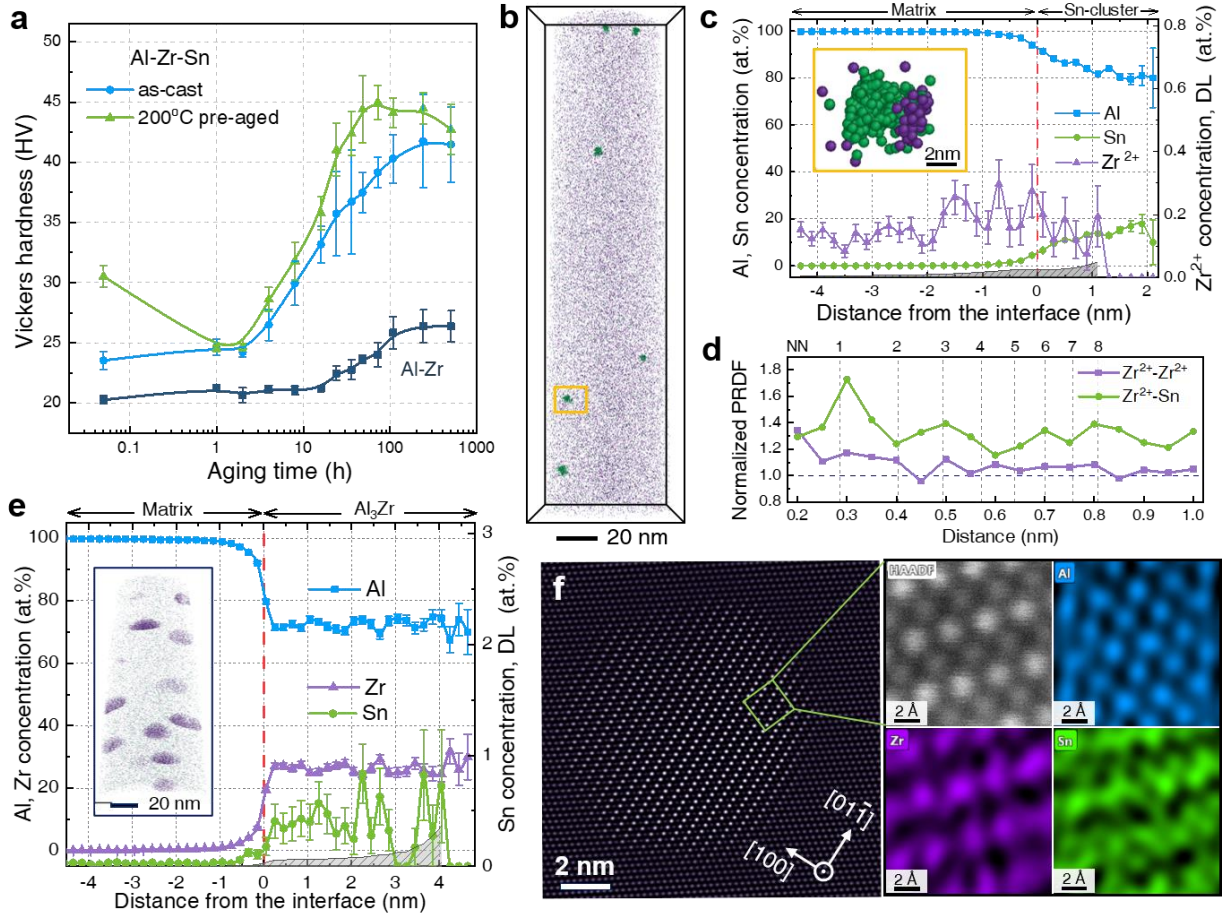 a
Vickers hardness (HV)
50
45
40
35
30
25
20
Al-Zr-Sn
as-cast
200°C pre-aged
Al-Zr
0.1
1
10
100
1000
Aging time (h)
b
20 nm
c
Matrix
Sn-cluster
Al, Sn concentration (at.%)
100
80
60
40
20
0
2nm
Al
Sn
Zr 2+
0.8
0.6
0.4
0.2
0.0
Zr2+ concentration, DL (at.%)
-4
-3
-2
-1
0
1
2
Distance from the interface (nm)
d
NN 1 2 3 4 5 6 7 8
Normalized PRDF
1.8
1.6
1.4
1.2
1.0
0.8
Zr2+-Zr2+
Zr2+-Sn
0.2 0.3 0.4 0.5 0.6 0.7 0.8 0.9 1.0
Distance (nm)
e
Matrix
Al3Zr
Al, Zr concentration (at.%)
100
80
60
40
20
0
20 nm
Al
Zr
Sn
3
2
1
0
Sn concentration, DL (at.%)
-4 -3 -2 -1 0 1 2 3 4
Distance from the interface (nm)
f
2 nm
[100]
[011̄]
HAADF
2 Å
Al
2 Å
Zr
2 Å
Sn
2 Å